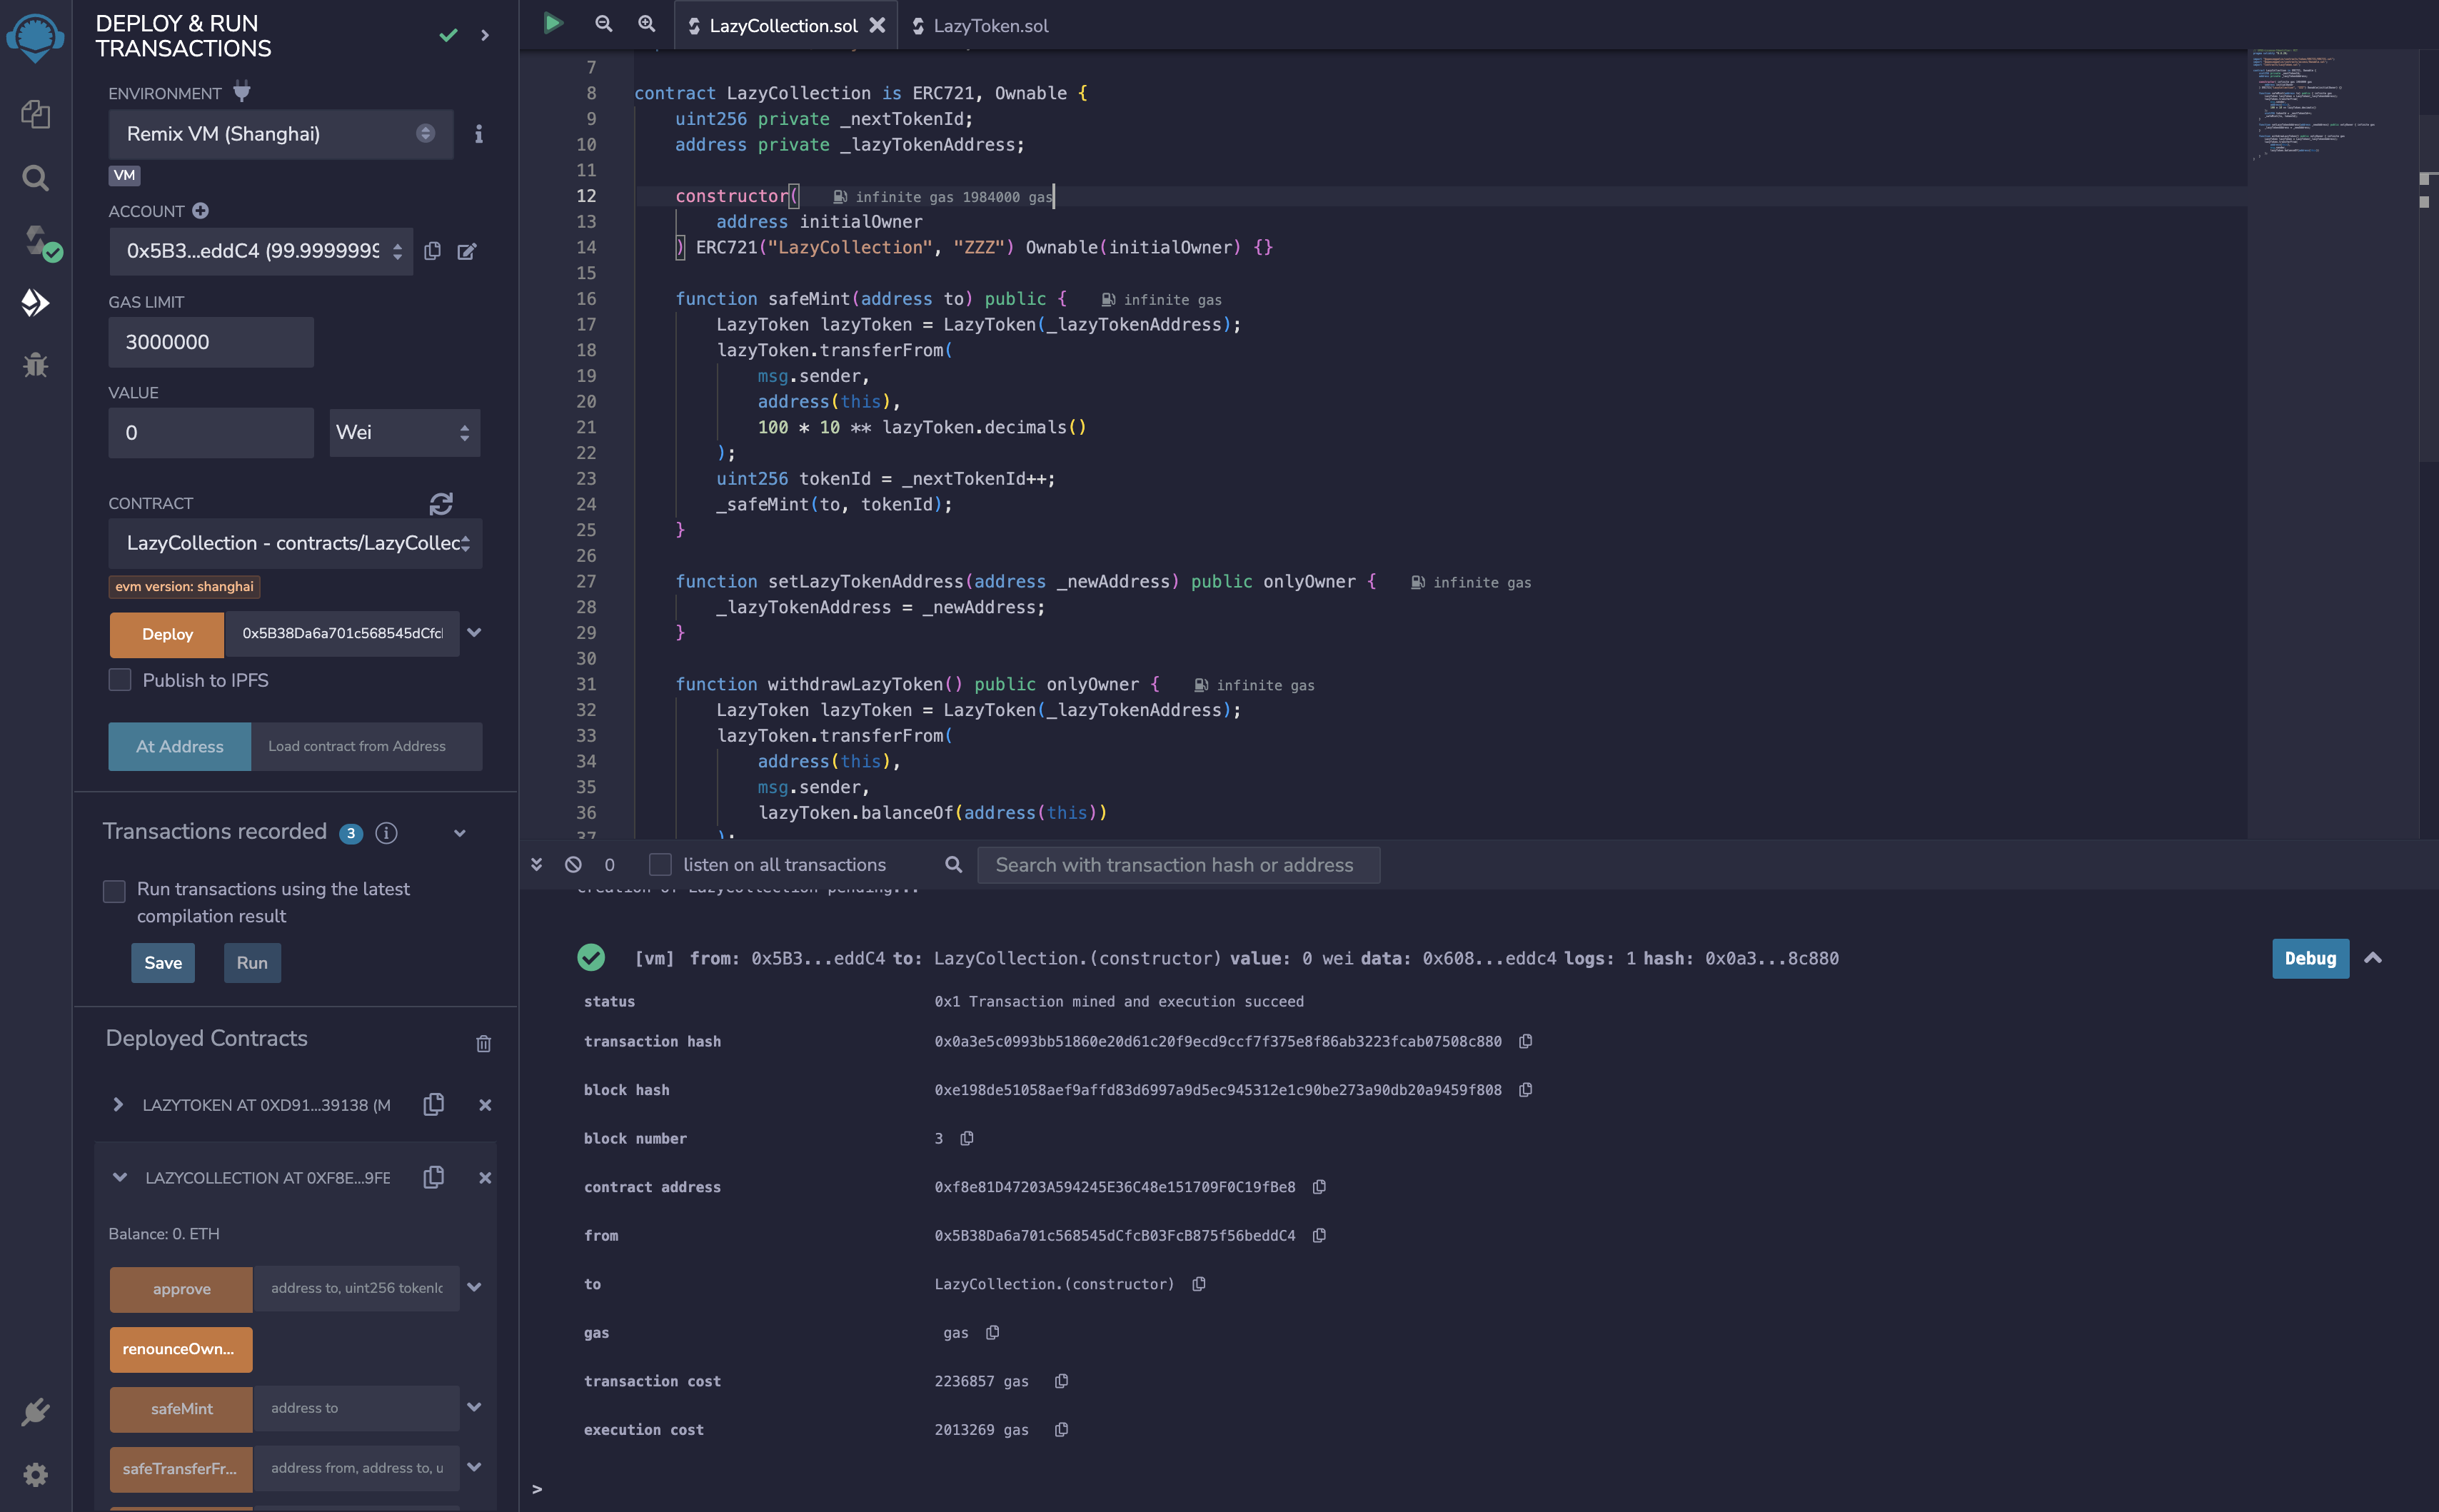 DEPLOY & RUN
TRANSACTIONS
ENVIRONMENT
Remix VM (Shanghai)
VM
ACCOUNT
0x5B3...eddC4 (99.9999999
GAS LIMIT
3000000
VALUE
0
Wei
CONTRACT
LazyCollection - contracts/LazyCollec
evm version: shanghai
Deploy
0x5B38Da6a701c568545dCfcl
Publish to IPFS
At Address
Load contract from Address
Transactions recorded 3
Run transactions using the latest
compilation result
Save
Run
Deployed Contracts
LAZYTOKEN AT 0XD91...39138 (M
LAZYCOLLECTION AT 0XF8E...9FE
Balance: 0. ETH
approve
address to, uint256 tokenId
renounceOwn...
safeMint
address to
safeTransferFr...
address from, address to, u
LazyCollection.sol
LazyToken.sol
7
8 contract LazyCollection is ERC721, Ownable {
9 uint256 private _nextTokenId;
10 address private _lazyTokenAddress;
11
12 constructor( infinite gas 1984000 gas
13 address initialOwner
14 ) ERC721("LazyCollection", "ZZZ") Ownable(initialOwner) {}
15
16 function safeMint(address to) public { infinite gas
17 LazyToken lazyToken = LazyToken(_lazyTokenAddress);
18 lazyToken.transferFrom(
19 msg.sender,
20 address(this),
21 100 * 10 ** lazyToken.decimals()
22 );
23 uint256 tokenId = _nextTokenId++;
24 _safeMint(to, tokenId);
25 }
26
27 function setLazyTokenAddress(address _newAddress) public onlyOwner { infinite gas
28 _lazyTokenAddress = _newAddress;
29 }
30
31 function withdrawLazyToken() public onlyOwner { infinite gas
32 LazyToken lazyToken = LazyToken(_lazyTokenAddress);
33 lazyToken.transferFrom(
34 address(this),
35 msg.sender,
36 lazyToken.balanceOf(address(this))
37 );
0
listen on all transactions
Search with transaction hash or address
creation of LazyCollection pending...
[vm] from: 0x5B3...eddC4 to: LazyCollection.(constructor) value: 0 wei data: 0x608...eddc4 logs: 1 hash: 0x0a3...8c880
Debug
status 0x1 Transaction mined and execution succeed
transaction hash 0x0a3e5c0993bb51860e20d61c20f9ecd9ccf7f375e8f86ab3223fcab07508c880
block hash 0xe198de51058aef9affd83d6997a9d5ec945312e1c90be273a90db20a9459f808
block number 3
contract address 0xf8e81D47203A594245E36C48e151709F0C19fBe8
from 0x5B38Da6a701c568545dCfcB03FcB875f56beddC4
to LazyCollection.(constructor)
gas gas
transaction cost 2236857 gas
execution cost 2013269 gas
>